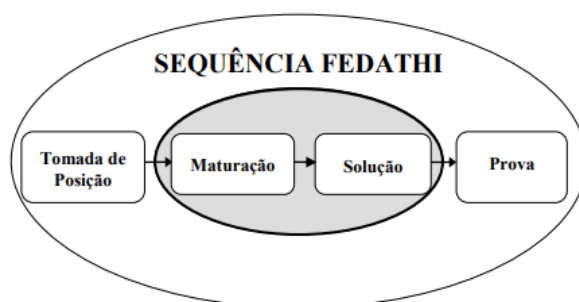 SEQUÊNCIA FEDATHI
Tomada de
Posição
Maturação
Solução
Prova